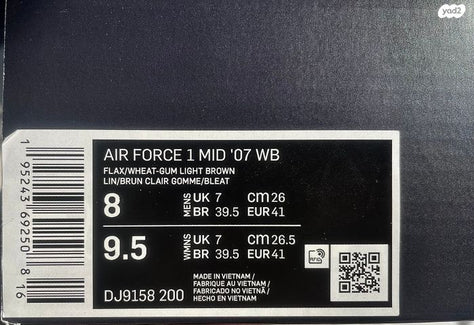 yad2
AIR FORCE 1 MID '07 WB
FLAX/WHEAT-GUM LIGHT BROWN
LIN/BRUN CLAIR GOMME/BLEAT
8 MENS UK 7 CM 26
BR 39.5 EUR 41
9.5 WMNS UK 7 CM 26.5
BR 39.5 EUR 41
MADE IN VIETNAM /
FABRIQUE AU VIETNAM /
FABRICADO NO VIETNÃ /
HECHO EN VIETNAM
DJ9158 200
1 95243 69250 8 16